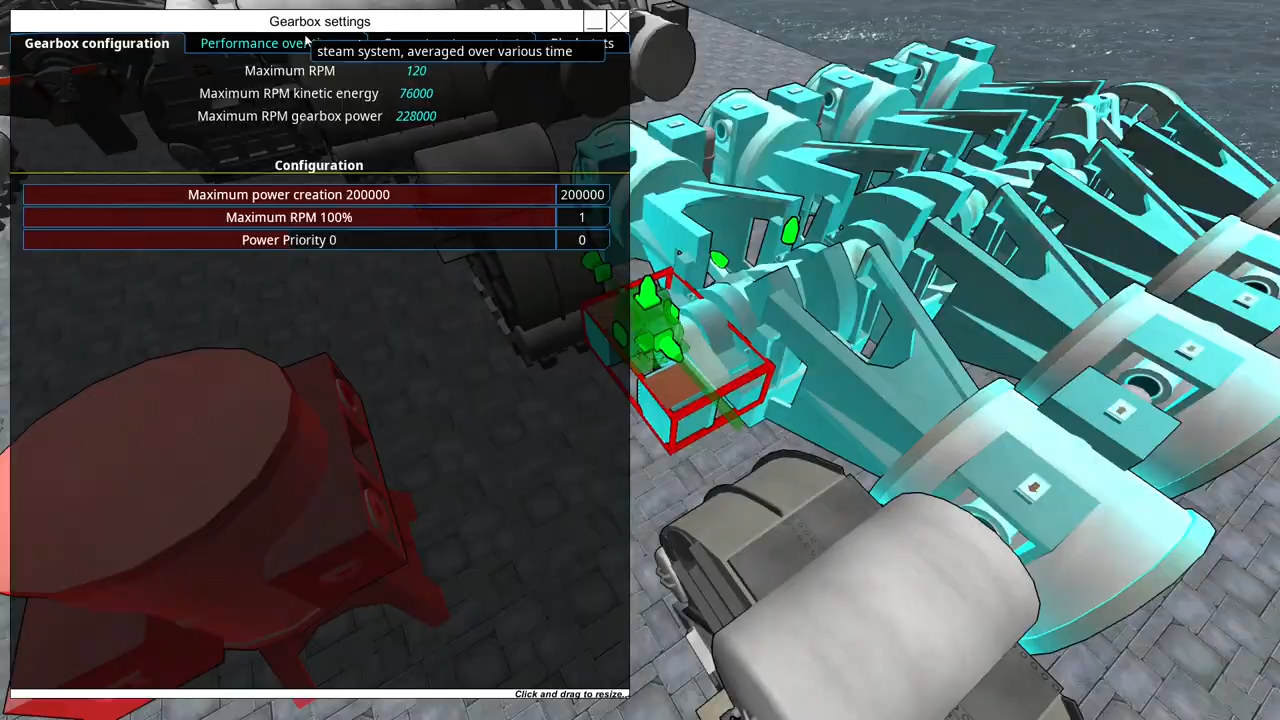 Gearbox settings
Gearbox configuration
Performance over
steam system, averaged over various time
Maximum RPM 120
Maximum RPM kinetic energy 76000
Maximum RPM gearbox power 228000
Configuration
Maximum power creation 200000 200000
Maximum RPM 100% 1
Power Priority 0 0
Click and drag to resize...